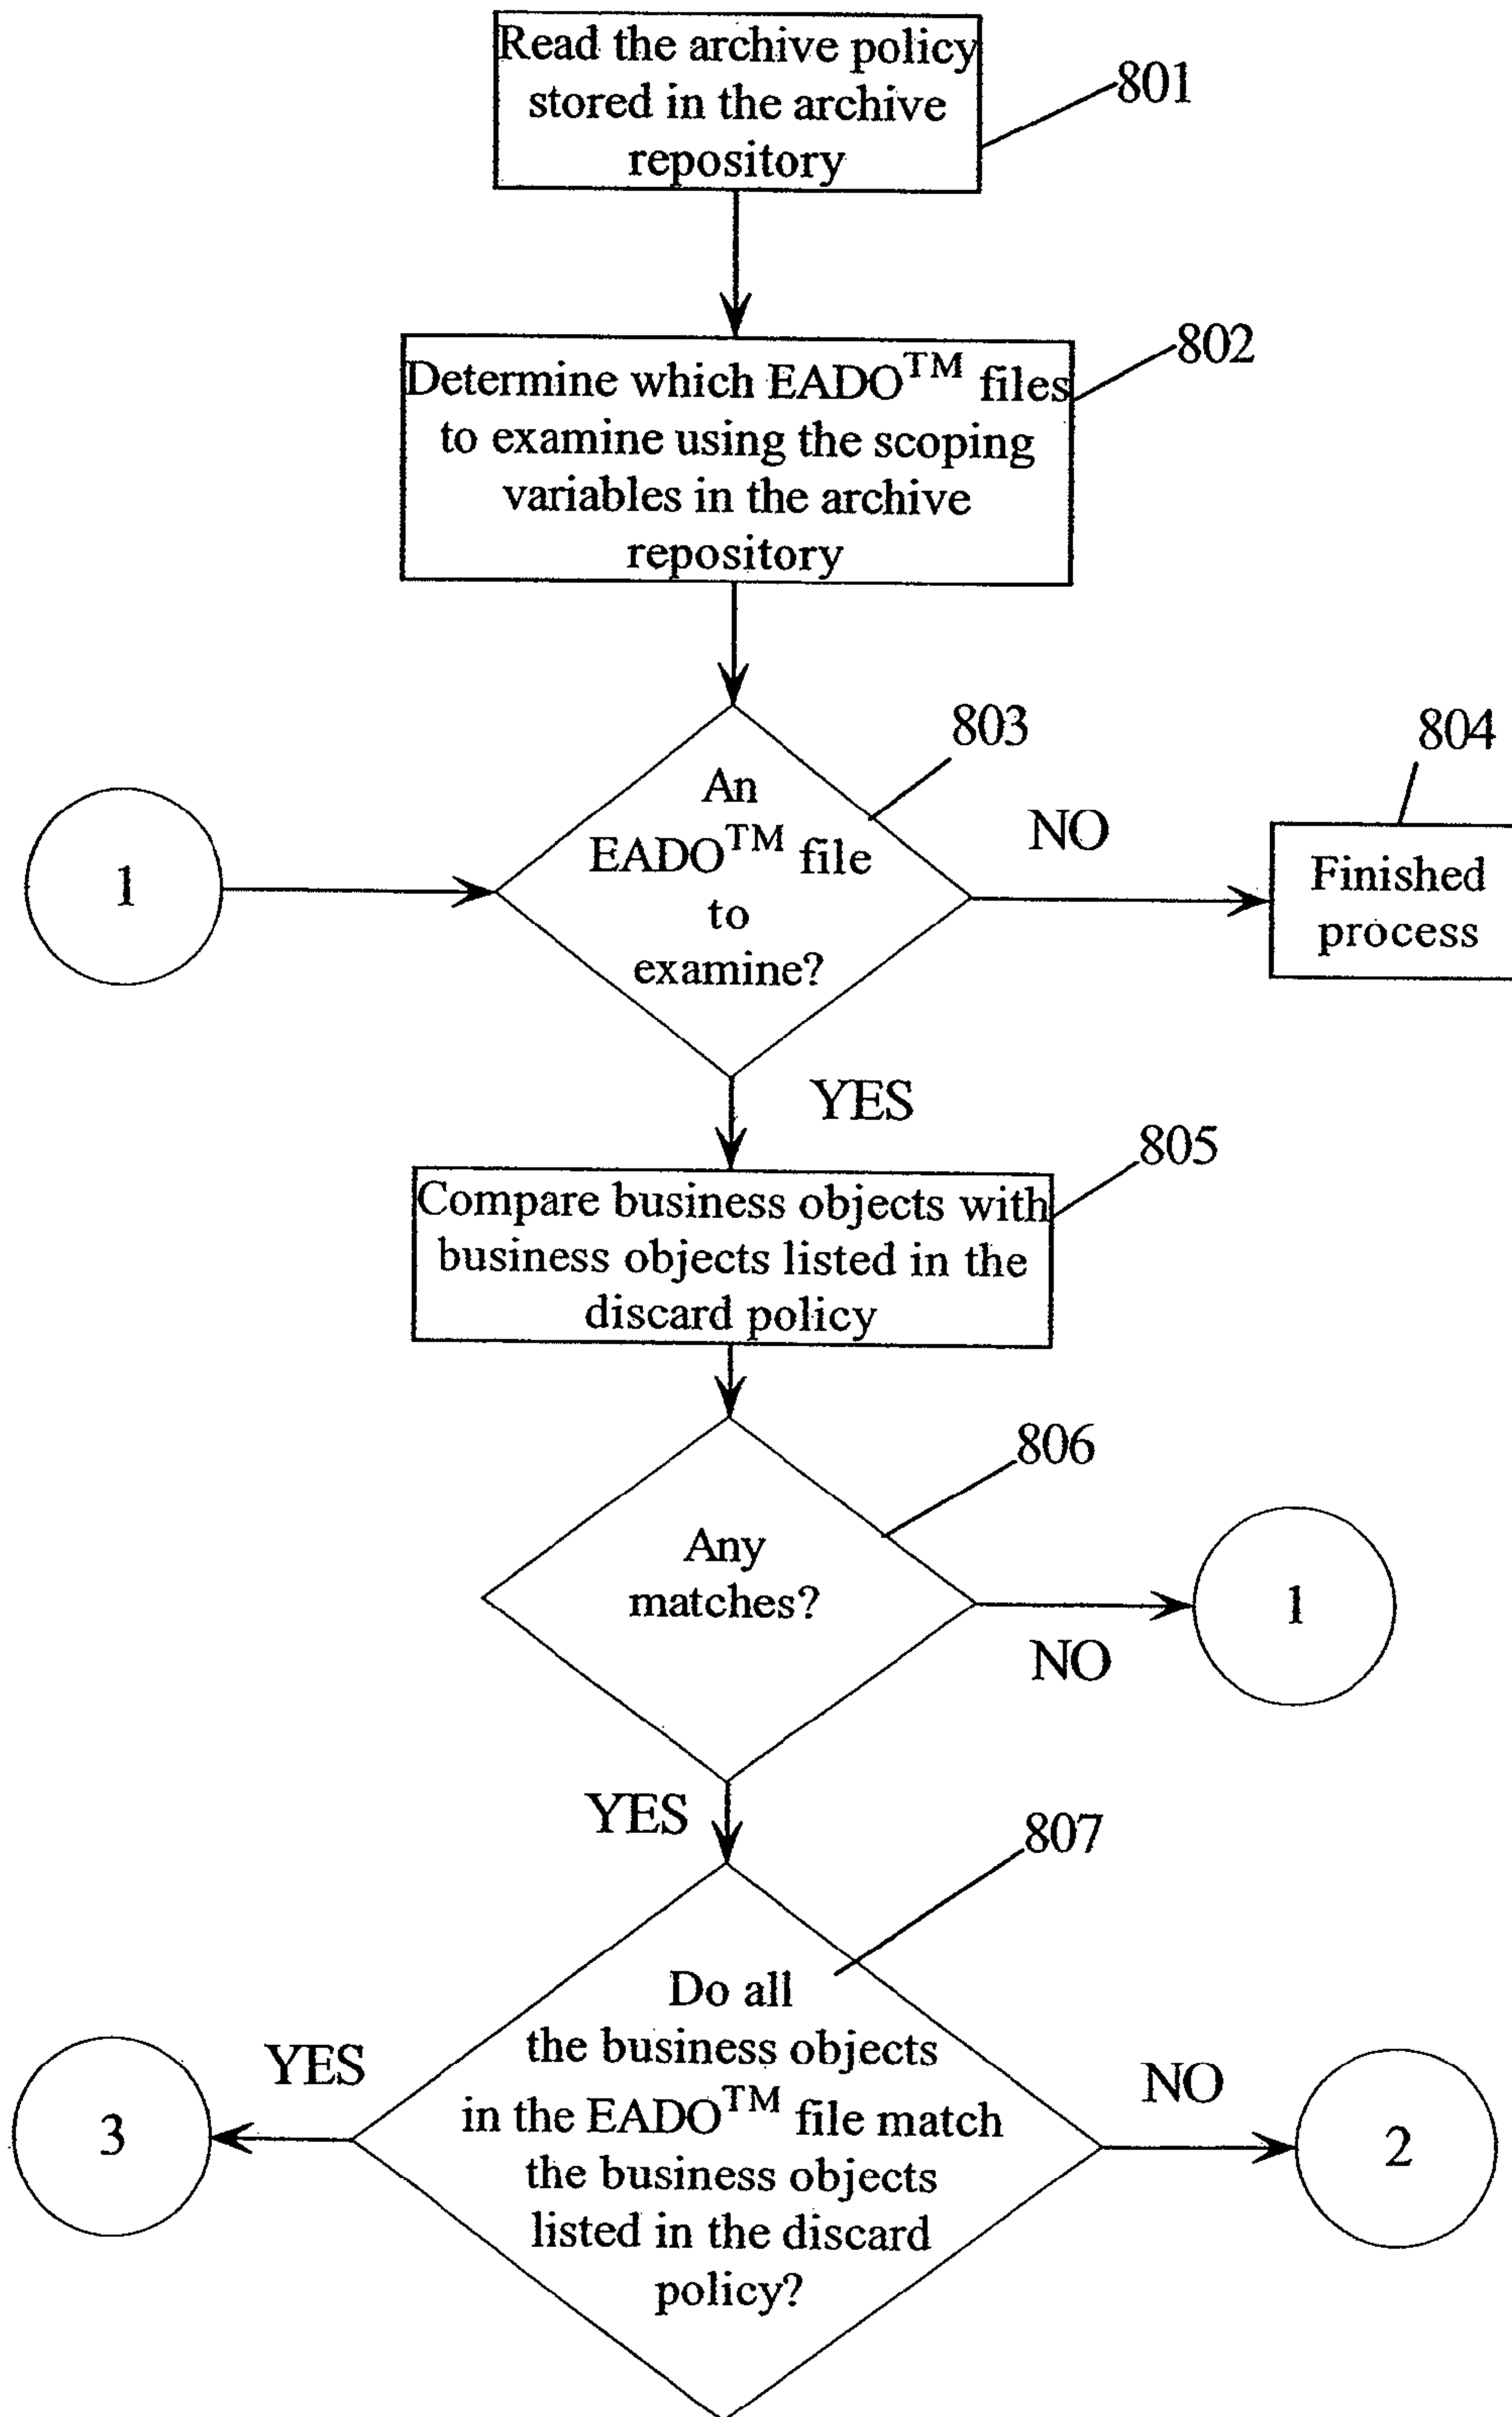 Read the archive policy
stored in the archive
repository
801
Determine which EADO™ files
to examine using the scoping
variables in the archive
repository
802
An
EADO™ file
to
examine?
803
NO
804
Finished
process
1
YES
Compare business objects with
business objects listed in the
discard policy
805
Any
matches?
806
NO
1
YES
807
Do all
the business objects
in the EADO™ file match
the business objects
listed in the discard
policy?
YES
3
NO
2